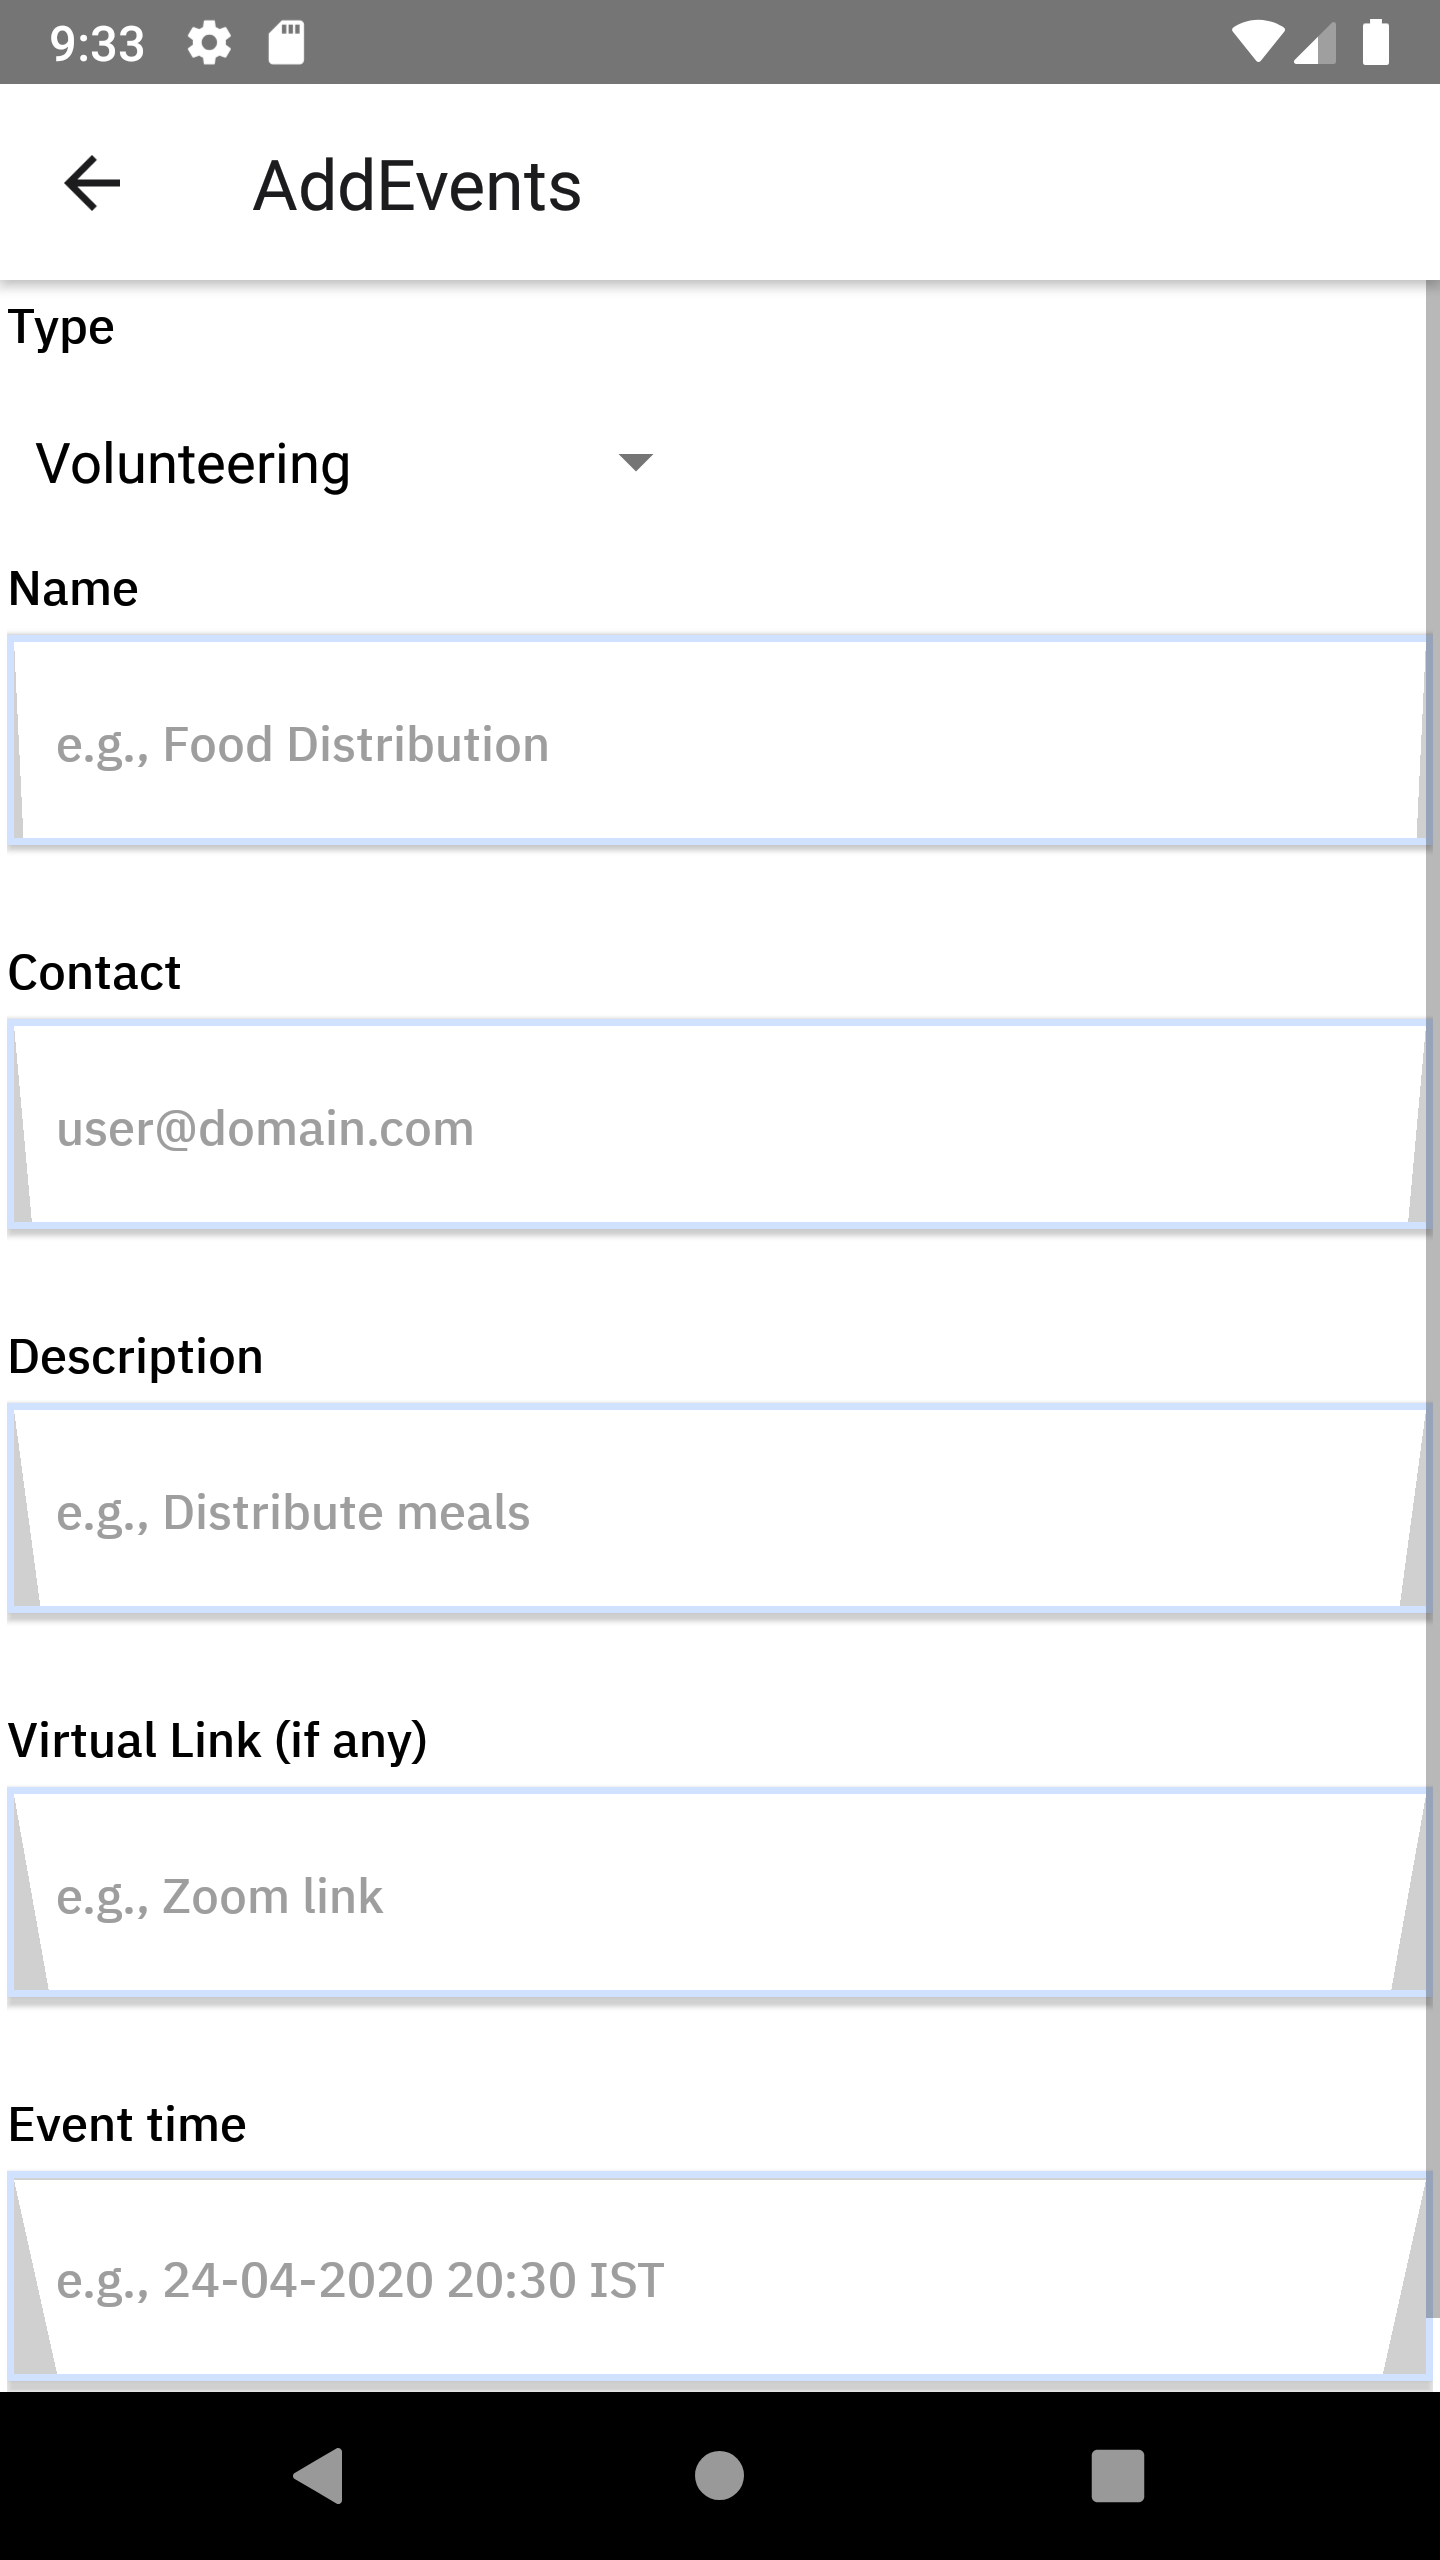 9:33
AddEvents
Type
Volunteering
Name
e.g., Food Distribution
Contact
user@domain.com
Description
e.g., Distribute meals
Virtual Link (if any)
e.g., Zoom link
Event time
e.g., 24-04-2020 20:30 IST